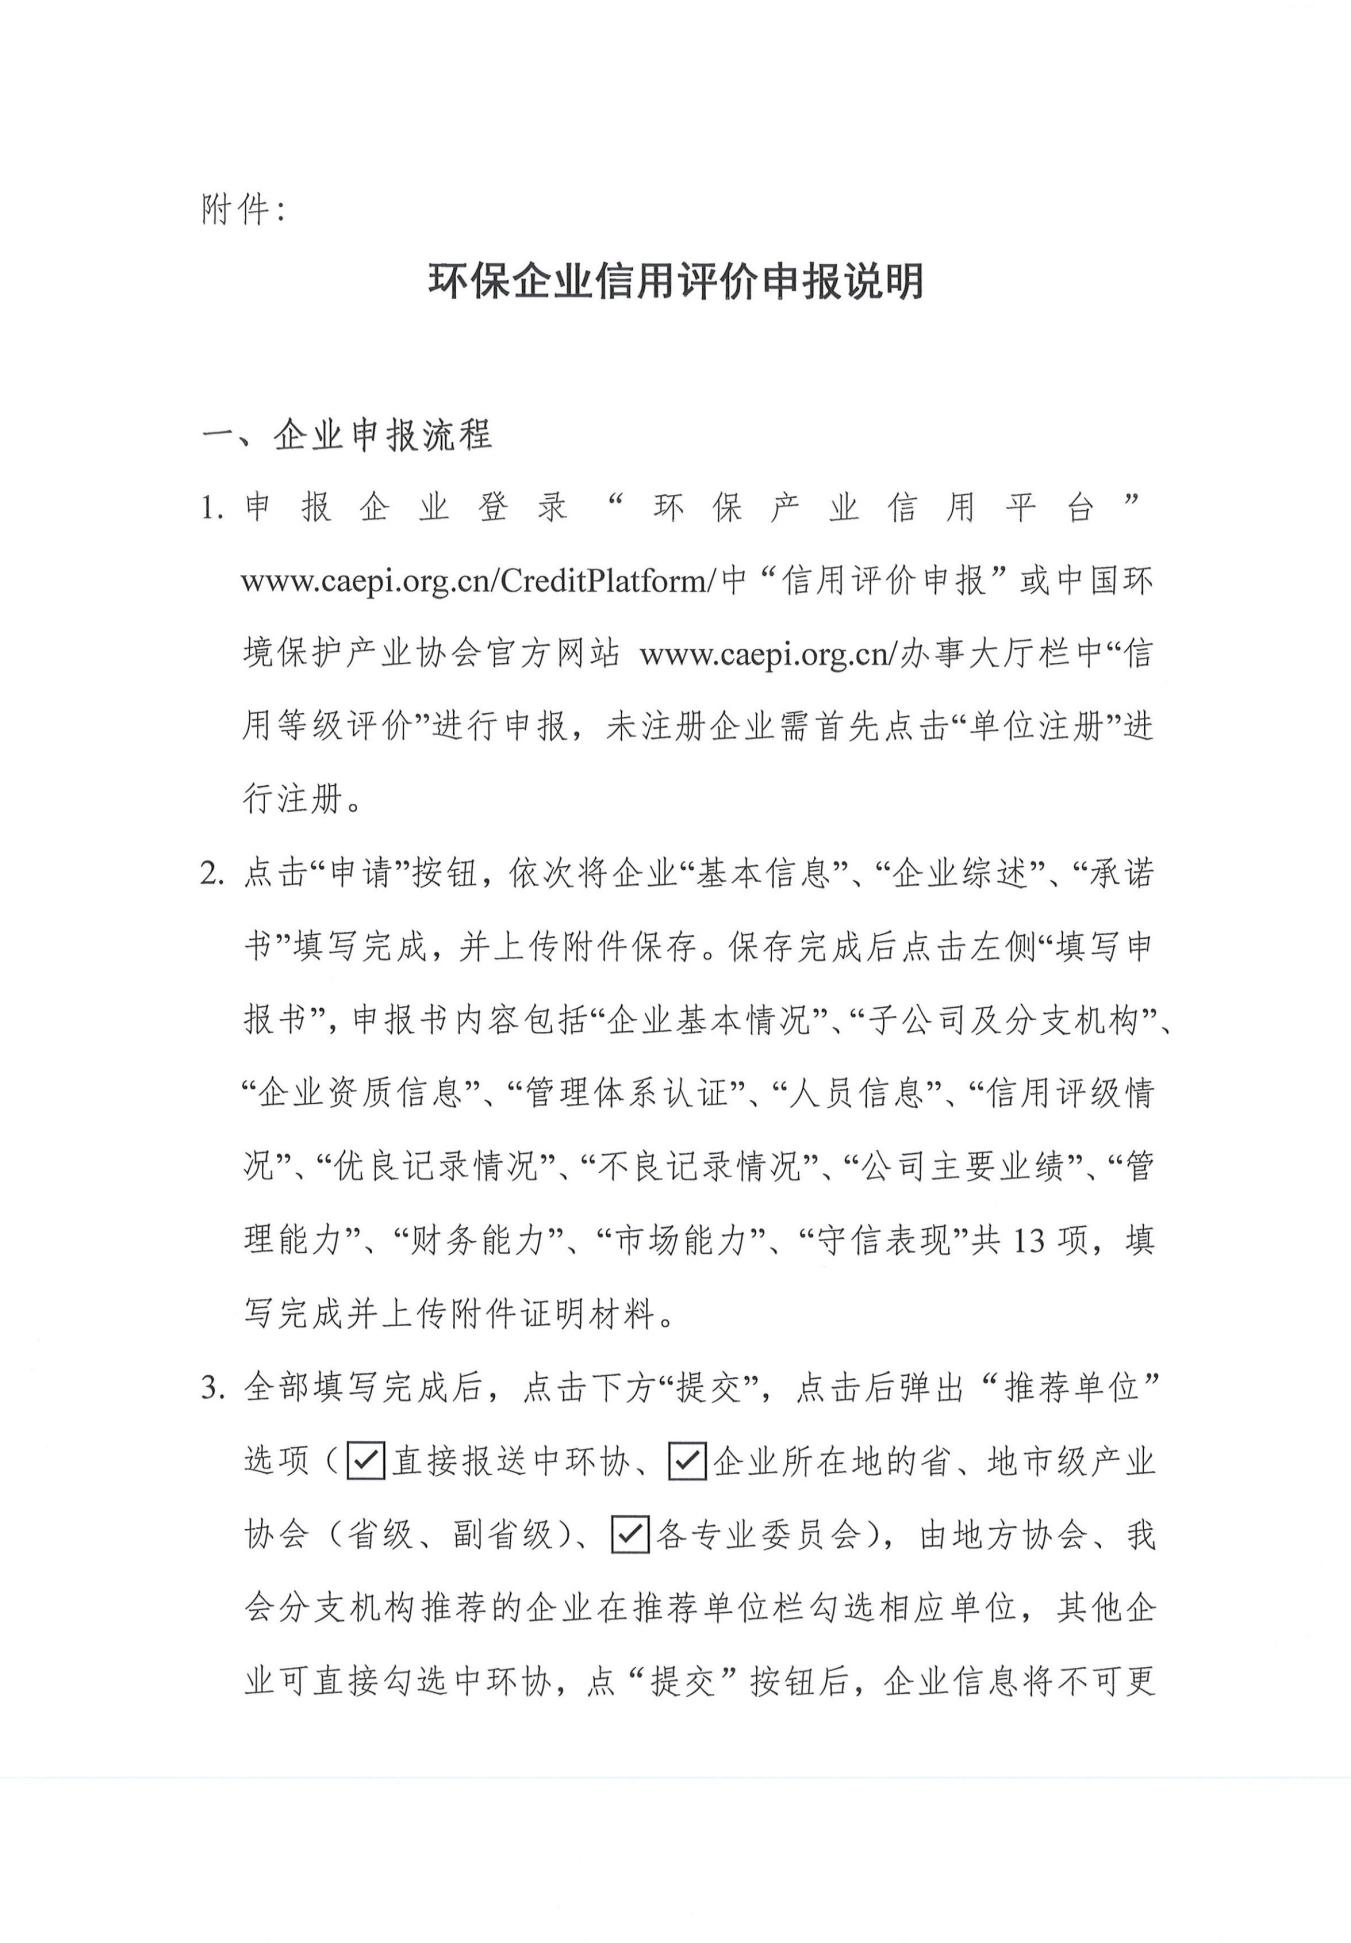 附件：
环保企业信用评价申报说明
一、企业申报流程
1. 申报企业登录“环保产业信用平台”
www.caepi.org.cn/CreditPlatform/中“信用评价申报”或中国环
境保护产业协会官方网站 www.caepi.org.cn/办事大厅栏中“信
用等级评价”进行申报，未注册企业需首先点击“单位注册”进
行注册。
2. 点击“申请”按钮，依次将企业“基本信息”、“企业综述”、“承诺
书”填写完成，并上传附件保存。保存完成后点击左侧“填写申
报书”，申报书内容包括“企业基本情况”、“子公司及分支机构”、
“企业资质信息”、“管理体系认证”、“人员信息”、“信用评级情
况”、“优良记录情况”、“不良记录情况”、“公司主要业绩”、“管
理能力”、“财务能力”、“市场能力”、“守信表现”共 13 项，填
写完成并上传附件证明材料。
3. 全部填写完成后，点击下方“提交”，点击后弹出“推荐单位”
选项（☑直接报送中环协、☑企业所在地的省、地市级产业
协会（省级、副省级）、☑各专业委员会），由地方协会、我
会分支机构推荐的企业在推荐单位栏勾选相应单位，其他企
业可直接勾选中环协，点“提交”按钮后，企业信息将不可更